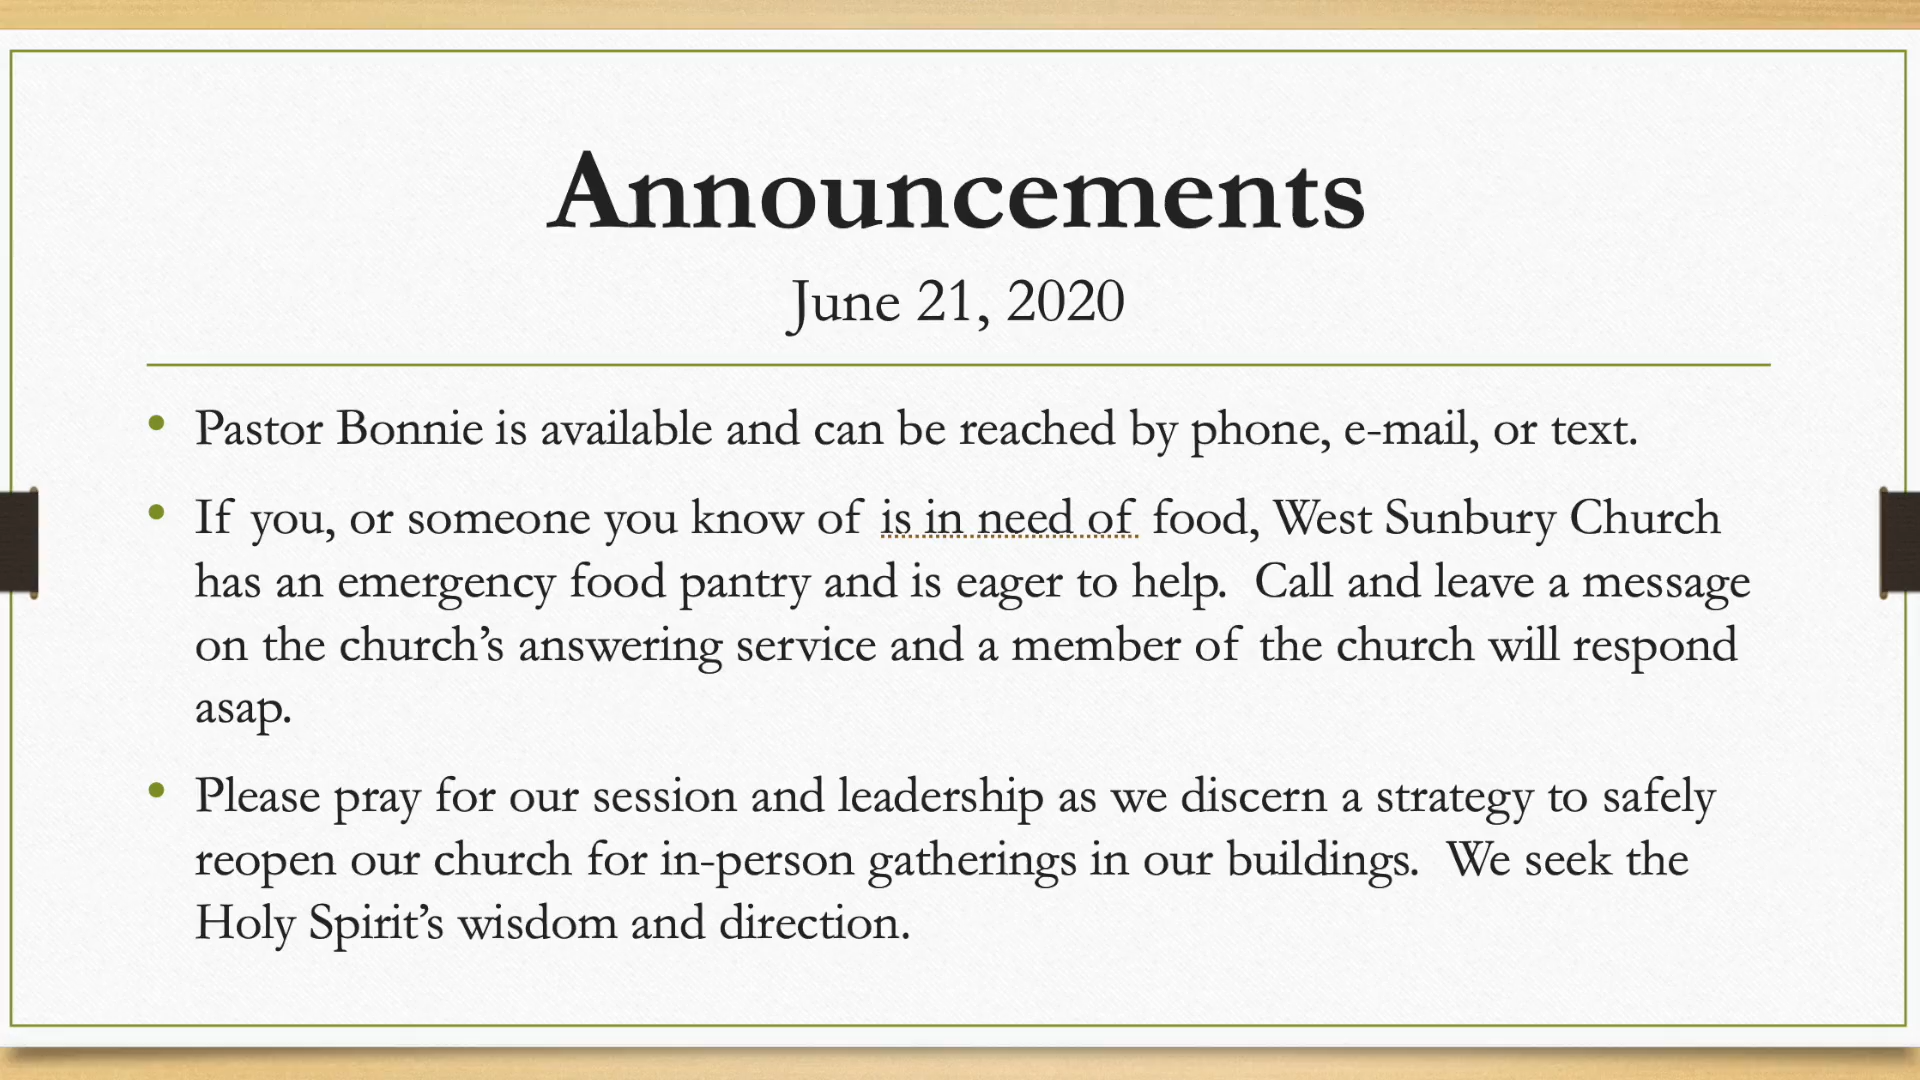 Announcements
June 21, 2020
• Pastor Bonnie is available and can be reached by phone, e-mail, or text.
• If you, or someone you know of is in need of food, West Sunbury Church
has an emergency food pantry and is eager to help.  Call and leave a message
on the church’s answering service and a member of the church will respond
asap.
• Please pray for our session and leadership as we discern a strategy to safely
reopen our church for in-person gatherings in our buildings.  We seek the
Holy Spirit’s wisdom and direction.